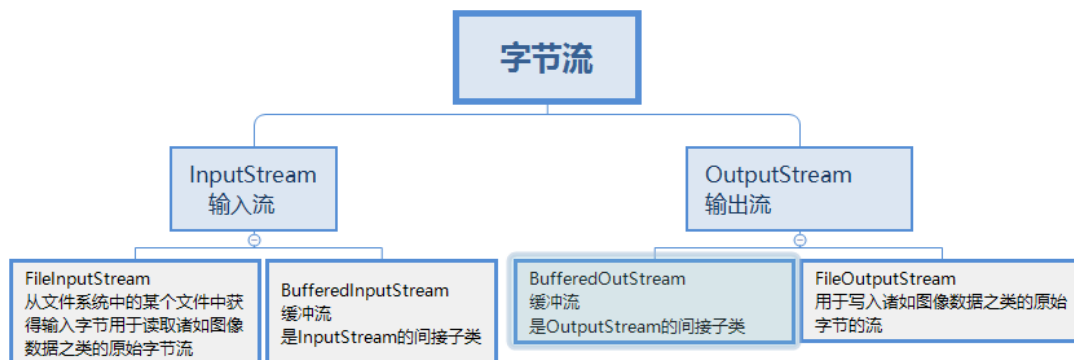 字节流
InputStream
输入流
OutputStream
输出流
FileInputStream
从文件系统中的某个文件中获
得输入字节用于读取诸如图像
数据之类的原始字节流
BufferedInputStream
缓冲流
是InputStream的间接子类
BufferedOutStream
缓冲流
是OutputStream的间接子类
FileOutputStream
用于写入诸如图像数据之类的原始
字节的流